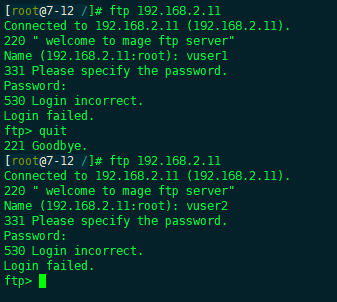 [root@7-12 /]# ftp 192.168.2.11
Connected to 192.168.2.11 (192.168.2.11).
220 " welcome to mage ftp server"
Name (192.168.2.11:root): vuser1
331 Please specify the password.
Password:
530 Login incorrect.
Login failed.
ftp> quit
221 Goodbye.
[root@7-12 /]# ftp 192.168.2.11
Connected to 192.168.2.11 (192.168.2.11).
220 " welcome to mage ftp server"
Name (192.168.2.11:root): vuser2
331 Please specify the password.
Password:
530 Login incorrect.
Login failed.
ftp>